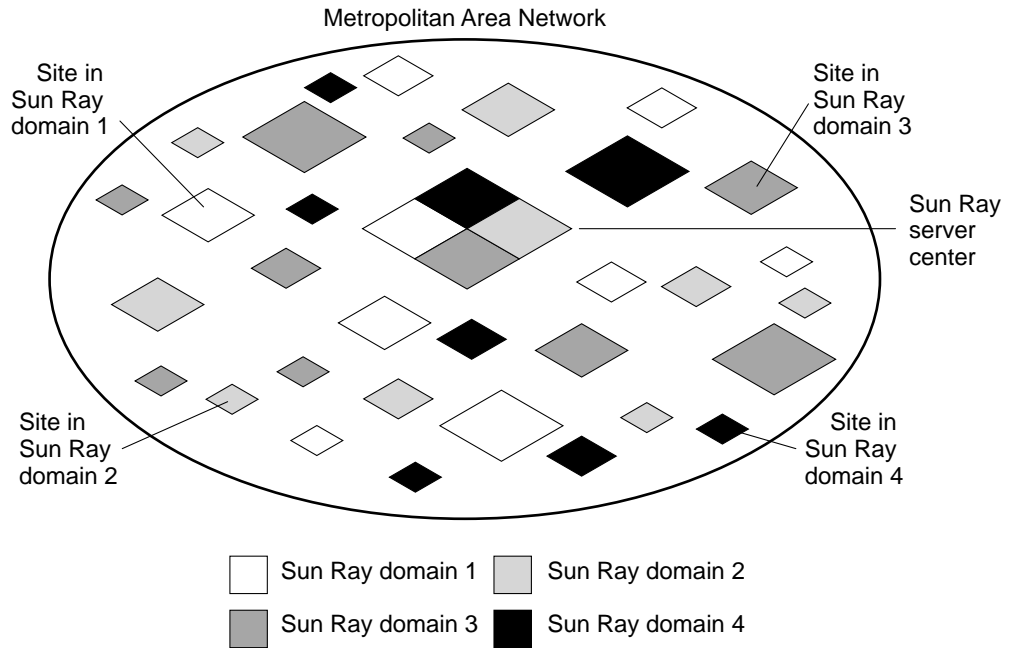 Metropolitan Area Network
Site in
Sun Ray
domain 1
Site in
Sun Ray
domain 3
Sun Ray
server
center
Site in
Sun Ray
domain 2
Site in
Sun Ray
domain 4
Sun Ray domain 1
Sun Ray domain 2
Sun Ray domain 3
Sun Ray domain 4